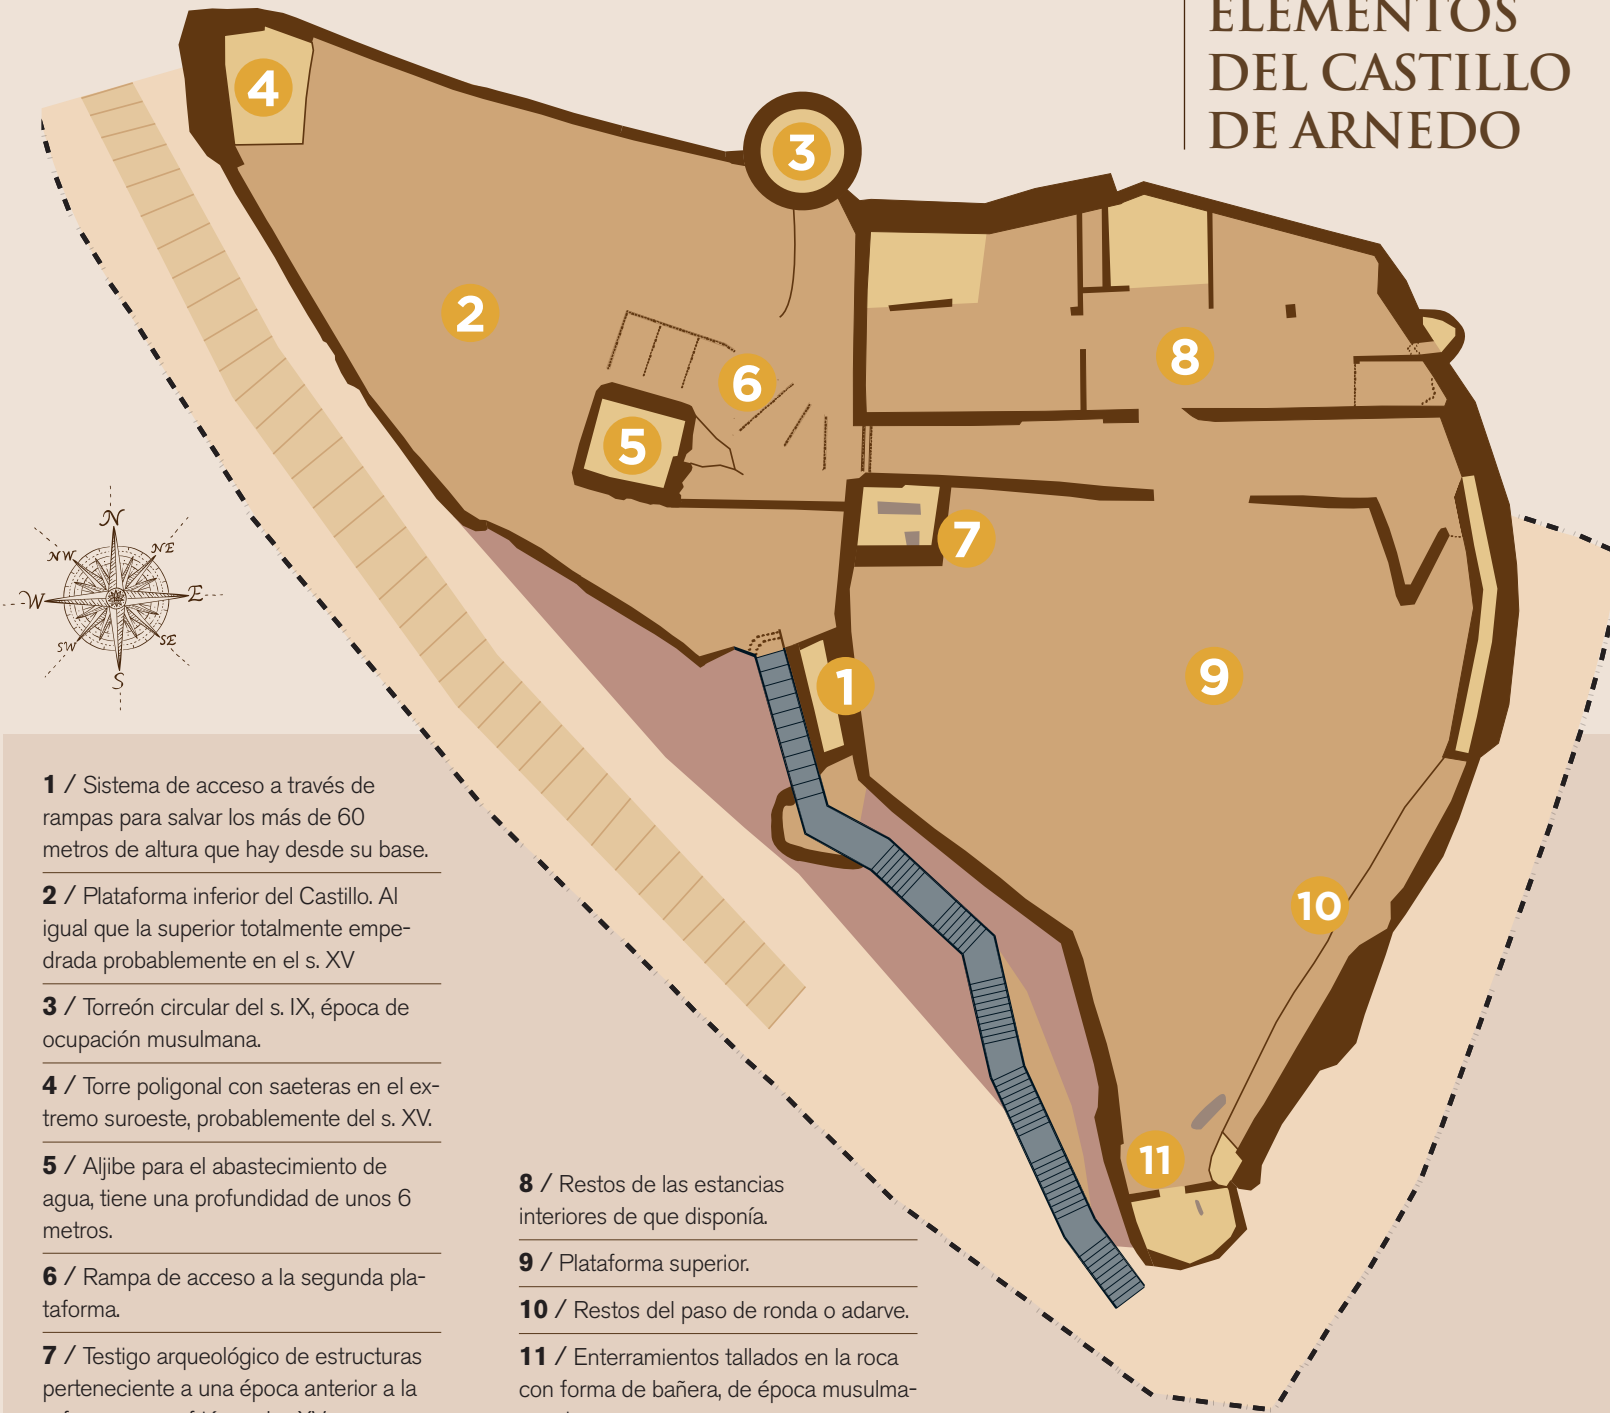 ELEMENTOS
DEL CASTILLO
DE ARNEDO
4
3
2
6
8
5
7
1
9
10
11
N
NW
NE
W
E
SW
SE
S
1 / Sistema de acceso a través de
rampas para salvar los más de 60
metros de altura que hay desde su base.
2 / Plataforma inferior del Castillo. Al
igual que la superior totalmente empe-
drada probablemente en el s. XV
3 / Torreón circular del s. IX, época de
ocupación musulmana.
4 / Torre poligonal con saeteras en el ex-
tremo suroeste, probablemente del s. XV.
5 / Aljibe para el abastecimiento de
agua, tiene una profundidad de unos 6
metros.
6 / Rampa de acceso a la segunda pla-
taforma.
7 / Testigo arqueológico de estructuras
perteneciente a una época anterior a la
8 / Restos de las estancias
interiores de que disponía.
9 / Plataforma superior.
10 / Restos del paso de ronda o adarve.
11 / Enterramientos tallados en la roca
con forma de bañera, de época musulma-